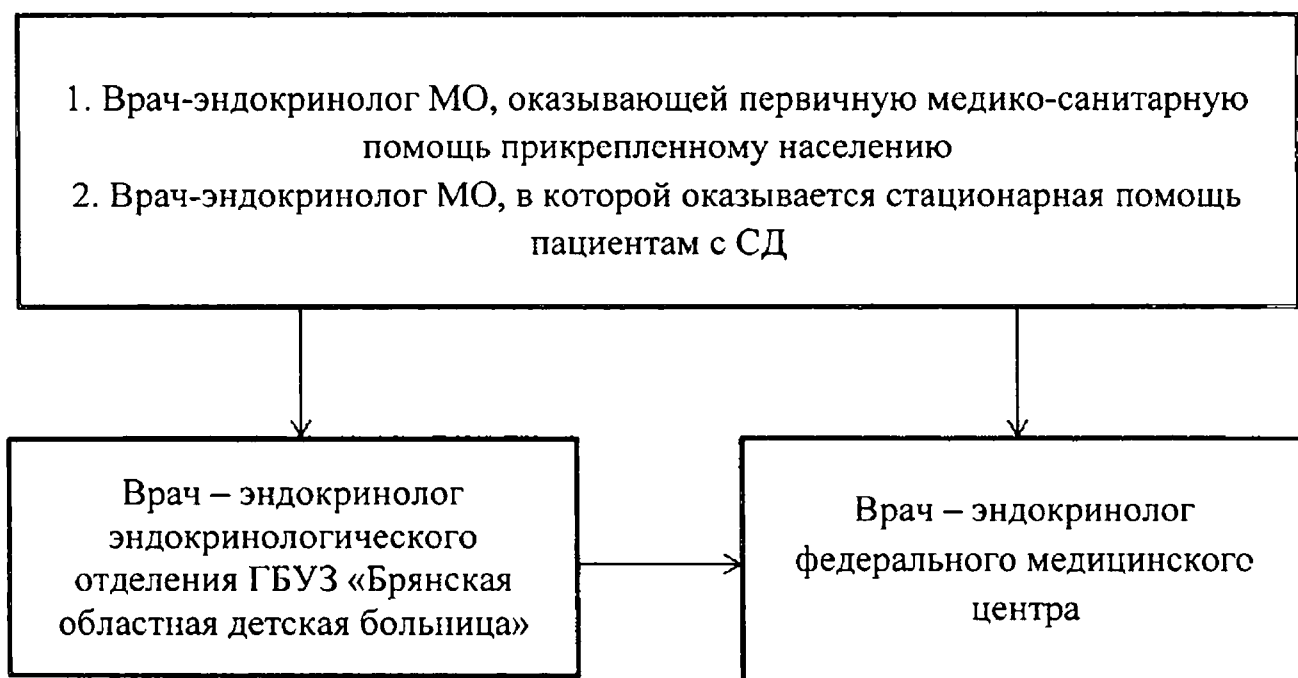 1. Врач-эндокринолог МО, оказывающей первичную медико-санитарную
помощь прикрепленному населению
2. Врач-эндокринолог МО, в которой оказывается стационарная помощь
пациентам с СД
Врач – эндокринолог
эндокринологического
отделения ГБУЗ «Брянская
областная детская больница»
Врач – эндокринолог
федерального медицинского
центра